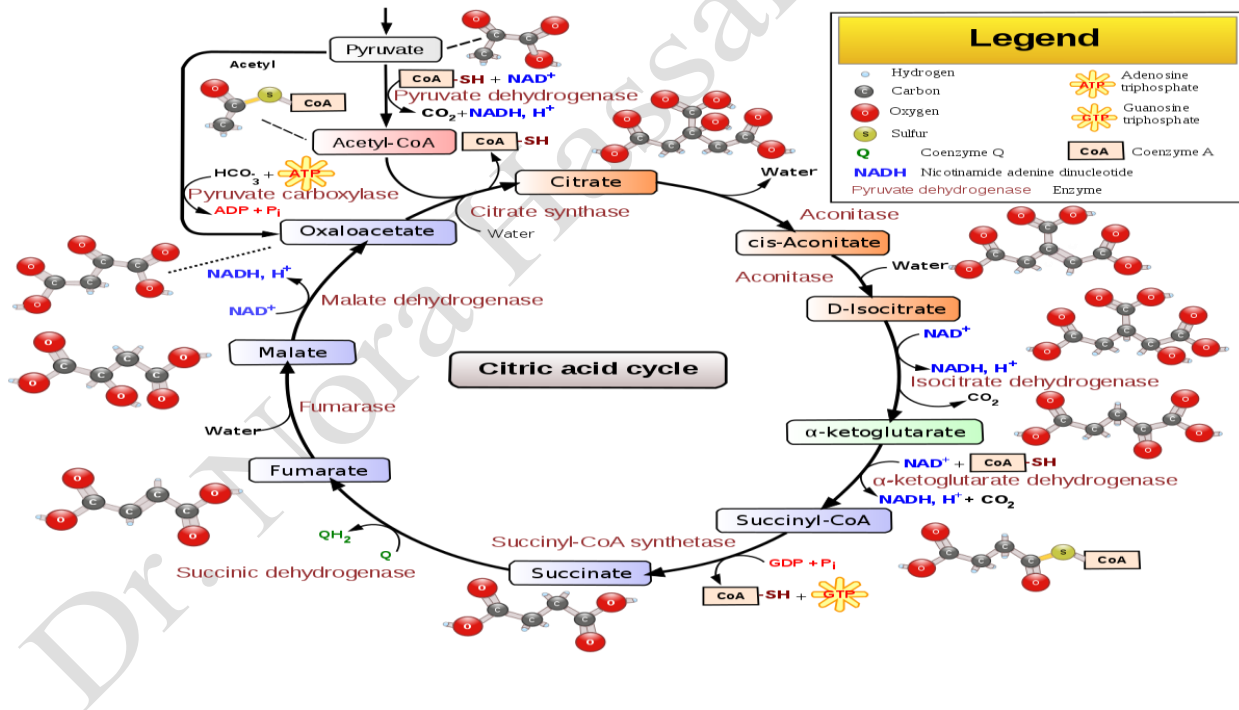 Pyruvate
Acetyl
CoA-SH + NAD⁺
Pyruvate dehydrogenase
CO₂+NADH, H⁺
S
CoA
Acetyl-CoA
CoA-SH
HCO₃⁻ + ATP
Pyruvate carboxylase
ADP + Pi
Citrate
Water
Citrate synthase
Water
Oxaloacetate
Aconitase
cis-Aconitate
Aconitase
Water
D-Isocitrate
NAD⁺
NADH, H⁺
Isocitrate dehydrogenase
CO₂
α-ketoglutarate
NAD⁺ + CoA-SH
α-ketoglutarate dehydrogenase
NADH, H⁺ + CO₂
Succinyl-CoA
S
CoA
Succinyl-CoA synthetase
GDP + Pi
CoA-SH + GTP
Succinate
QH₂
Q
Succinic dehydrogenase
Fumarate
Water
Fumarase
Malate
NADH, H⁺
NAD⁺
Malate dehydrogenase
Citric acid cycle
Legend
Hydrogen
Carbon
Oxygen
S Sulfur
Q Coenzyme Q
NADH Nicotinamide adenine dinucleotide
Pyruvate dehydrogenase Enzyme
ATP Adenosine
triphosphate
GTP Guanosine
triphosphate
CoA Coenzyme A
Dr. Nora Hassan